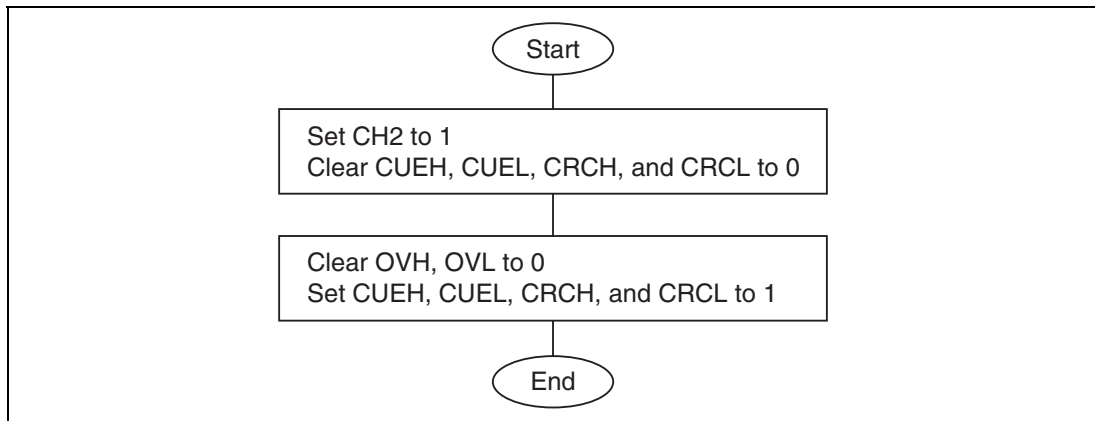 Start
Set CH2 to 1
Clear CUEH, CUEL, CRCH, and CRCL to 0
Clear OVH, OVL to 0
Set CUEH, CUEL, CRCH, and CRCL to 1
End